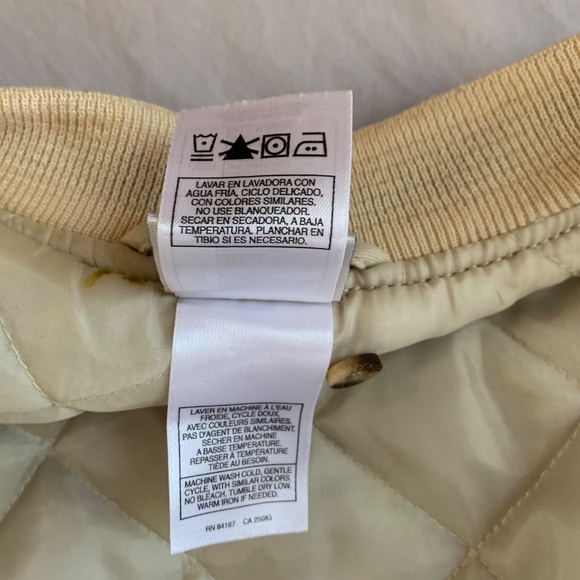 LAVAR EN LAVADORA CON
AGUA FRÍA, CICLO DELICADO,
CON COLORES SIMILARES.
NO USE BLANQUEADOR.
SECAR EN SECADORA, A BAJA
TEMPERATURA. PLANCHAR EN
TIBIO SI ES NECESARIO.
LAVER EN MACHINE À L'EAU
FROIDE, CYCLE DOUX,
AVEC COULEURS SIMILAIRES.
PAS D'AGENT DE BLANCHIMENT.
SÉCHER EN MACHINE
A BASSE TEMPÉRATURE.
REPASSER À TEMPÉRATURE
TIÈDE AU BESOIN.
MACHINE WASH COLD, GENTLE
CYCLE, WITH SIMILAR COLORS.
NO BLEACH, TUMBLE DRY LOW.
WARM IRON IF NEEDED.
RN 84167 CA 25083